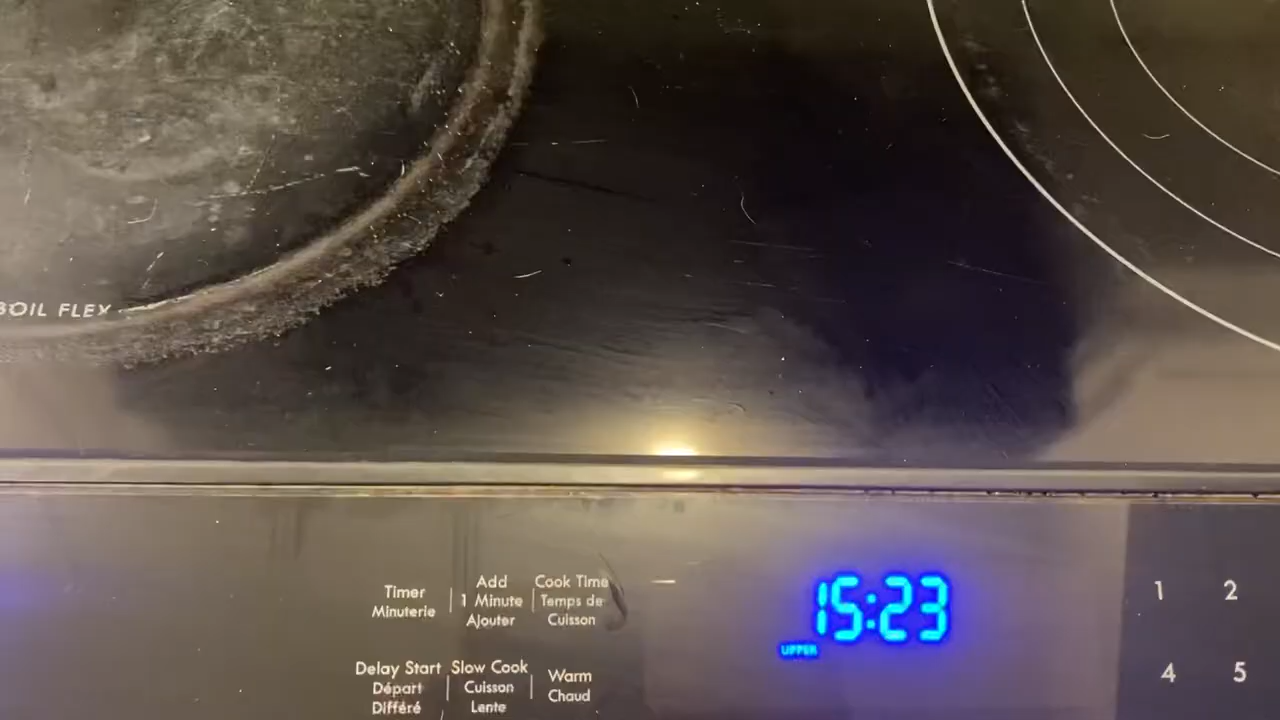 BOIL FLEX
Timer
Minuterie
Add
1 Minute
Ajouter
Cook Time
Temps de
Cuisson
15:23
UPPER
1 2
Delay Start
Départ
Différé
Slow Cook
Cuisson
Lente
Warm
Chaud
4 5